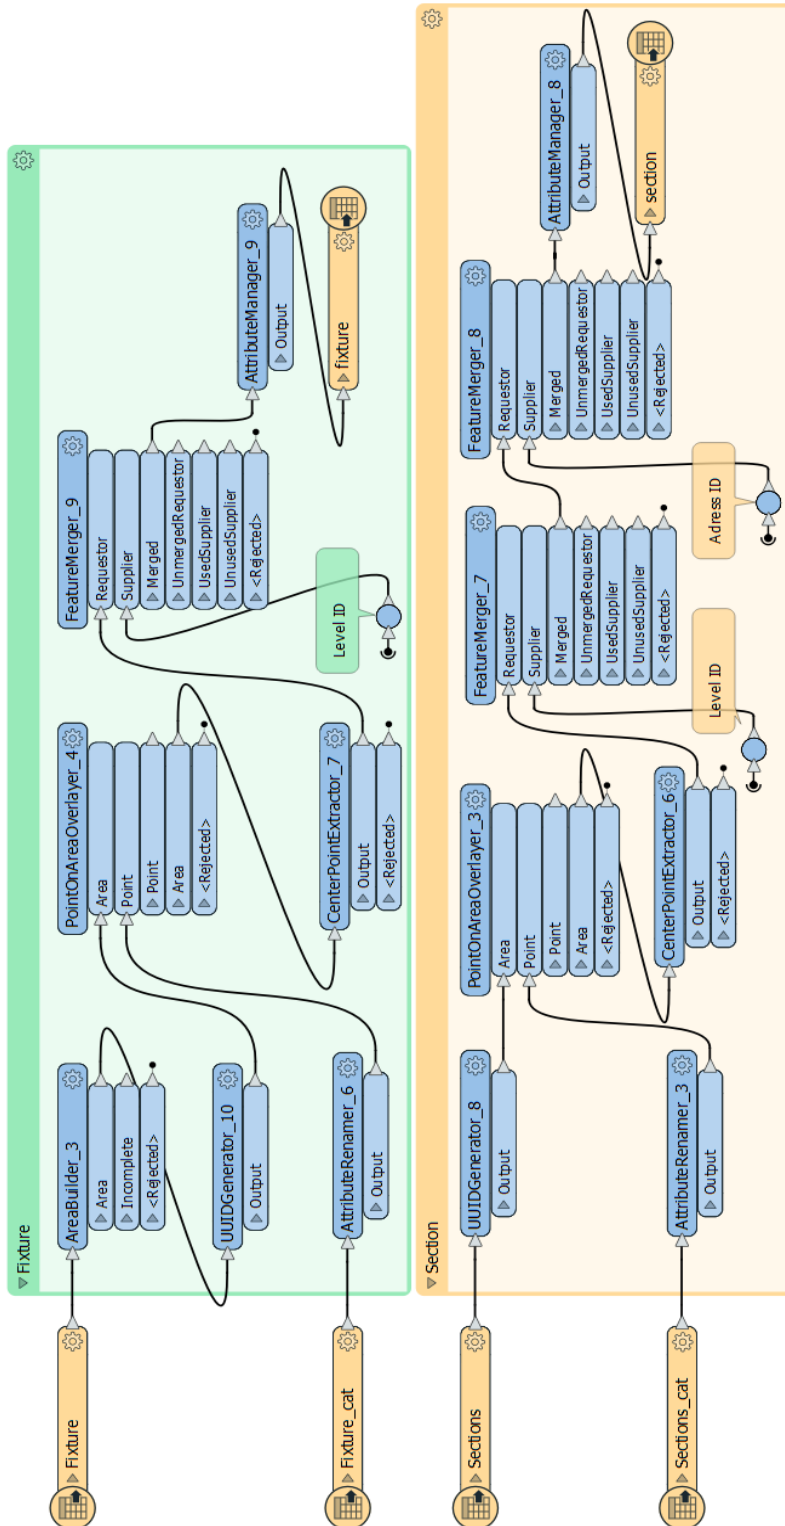 Fixture
Fixture
AreaBuilder_3
Area
Incomplete
<Rejected>
UUIDGenerator_10
Output
Fixture_cat
AttributeRenamer_6
Output
PointOnAreaOverlayer_4
Area
Point
Point
Area
<Rejected>
CenterPointExtractor_7
Output
<Rejected>
Level ID
FeatureMerger_9
Requestor
Supplier
Merged
UnmergedRequestor
UsedSupplier
UnusedSupplier
<Rejected>
AttributeManager_9
Output
fixture
Section
Sections
UUIDGenerator_8
Output
Sections_cat
AttributeRenamer_3
Output
PointOnAreaOverlayer_3
Area
Point
Point
Area
<Rejected>
CenterPointExtractor_6
Output
<Rejected>
Level ID
FeatureMerger_7
Requestor
Supplier
Merged
UnmergedRequestor
UsedSupplier
UnusedSupplier
<Rejected>
Adress ID
FeatureMerger_8
Requestor
Supplier
Merged
UnmergedRequestor
UsedSupplier
UnusedSupplier
<Rejected>
AttributeManager_8
Output
section